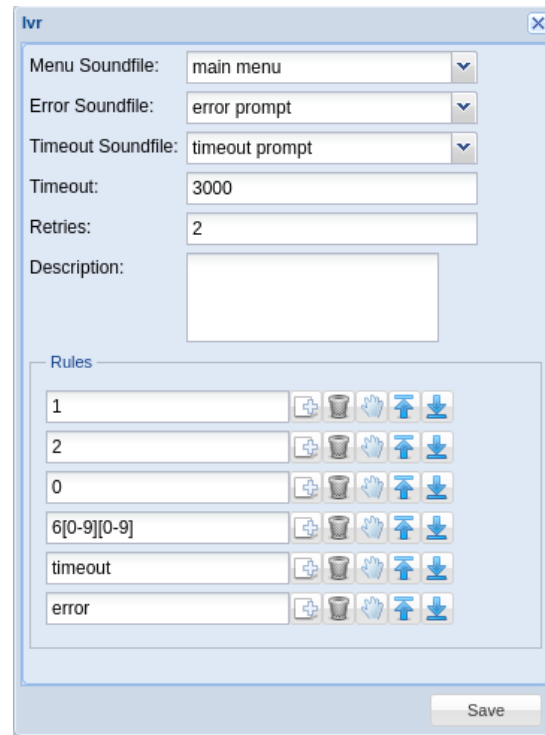 Ivr
Menu Soundfile: main menu
Error Soundfile: error prompt
Timeout Soundfile: timeout prompt
Timeout: 3000
Retries: 2
Description:
Rules
1
2
0
6[0-9][0-9]
timeout
error
Save